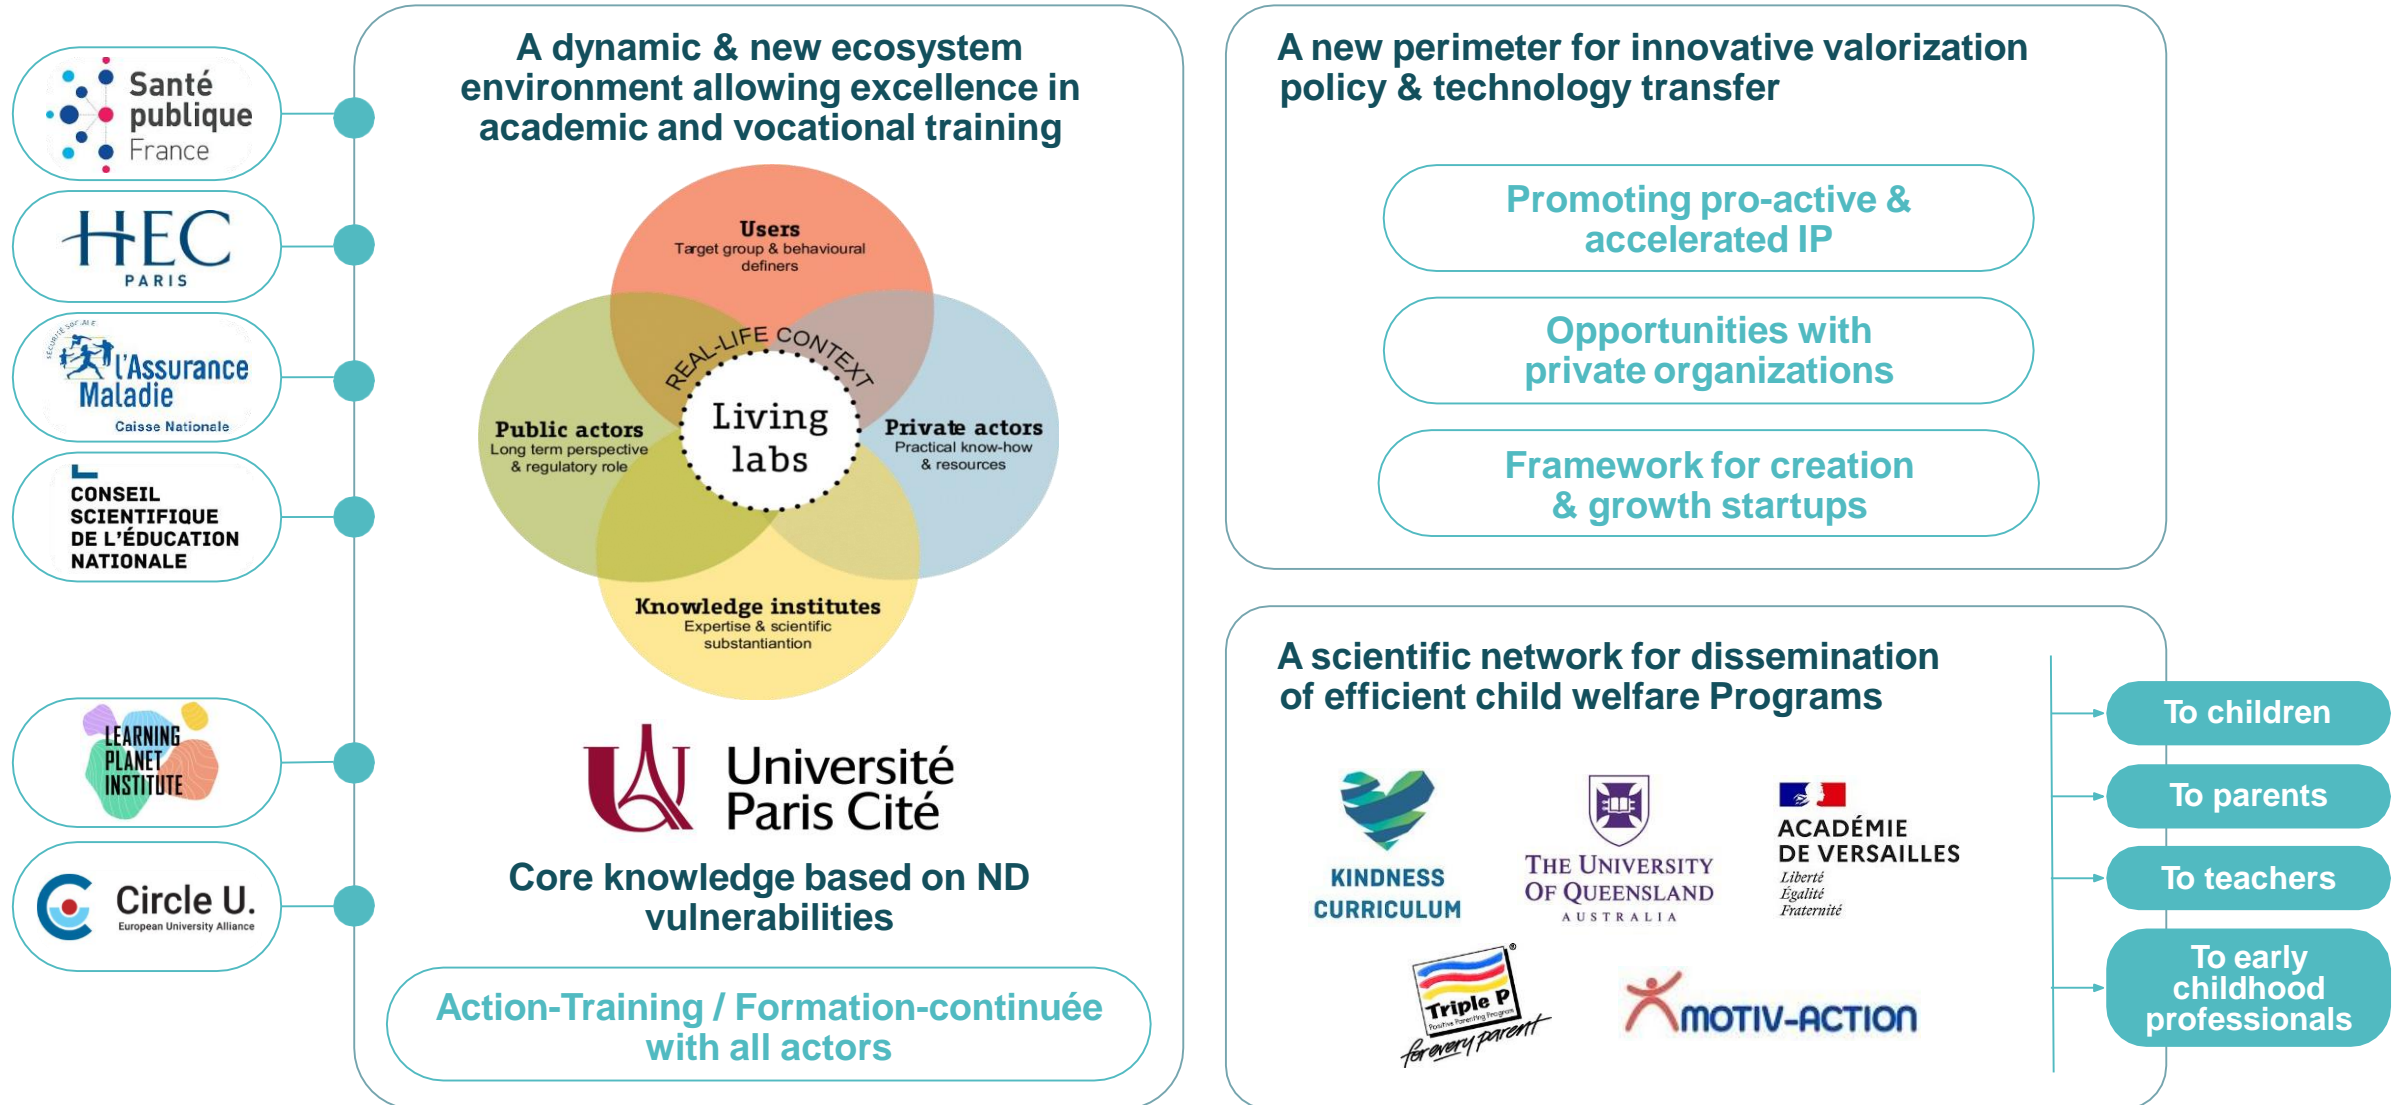 Santé
publique
France
HEC
PARIS
SÉCURITÉ SOCIALE
l'Assurance
Maladie
Caisse Nationale
CONSEIL
SCIENTIFIQUE
DE L'ÉDUCATION
NATIONALE
LEARNING
PLANET
INSTITUTE
Circle U.
European University Alliance
A dynamic & new ecosystem
environment allowing excellence in
academic and vocational training
Users
Target group & behavioural
definers
REAL-LIFE CONTEXT
Living
labs
Public actors
Long term perspective
& regulatory role
Private actors
Practical know-how
& resources
Knowledge institutes
Expertise & scientific
substantiantion
Université
Paris Cité
Core knowledge based on ND
vulnerabilities
Action-Training / Formation-continuée
with all actors
A new perimeter for innovative valorization
policy & technology transfer
Promoting pro-active &
accelerated IP
Opportunities with
private organizations
Framework for creation
& growth startups
A scientific network for dissemination
of efficient child welfare Programs
KINDNESS
CURRICULUM
THE UNIVERSITY
OF QUEENSLAND
AUSTRALIA
ACADÉMIE
DE VERSAILLES
Liberté
Égalité
Fraternité
Triple P
®
Positive Parenting Program
for every parent
MOTIV-ACTION
To children
To parents
To teachers
To early
childhood
professionals